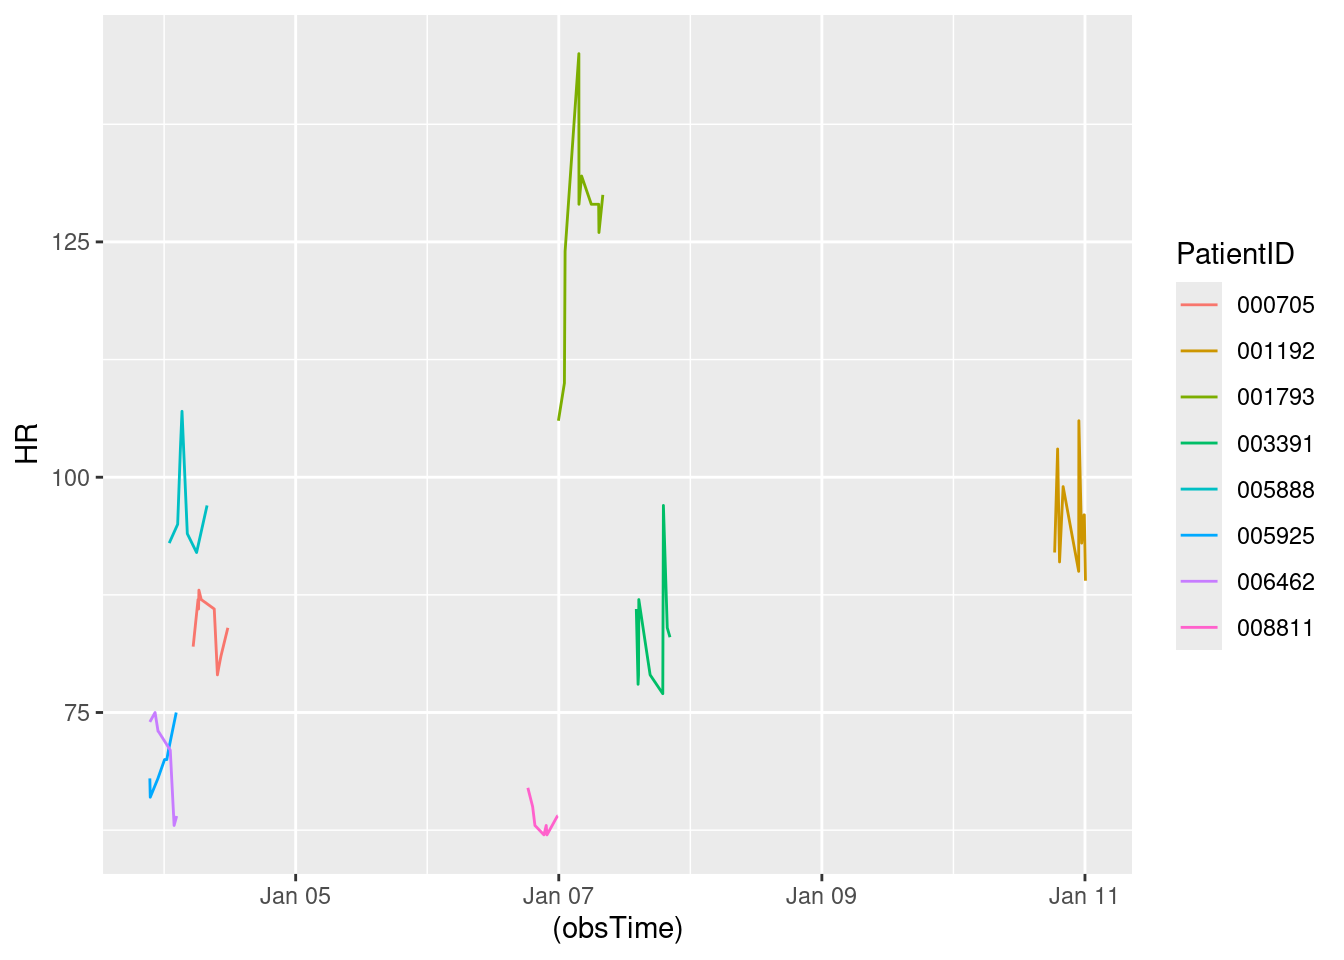 125
100
75
HR
Jan 05
Jan 07
Jan 09
Jan 11
(obsTime)
PatientID
000705
001192
001793
003391
005888
005925
006462
008811